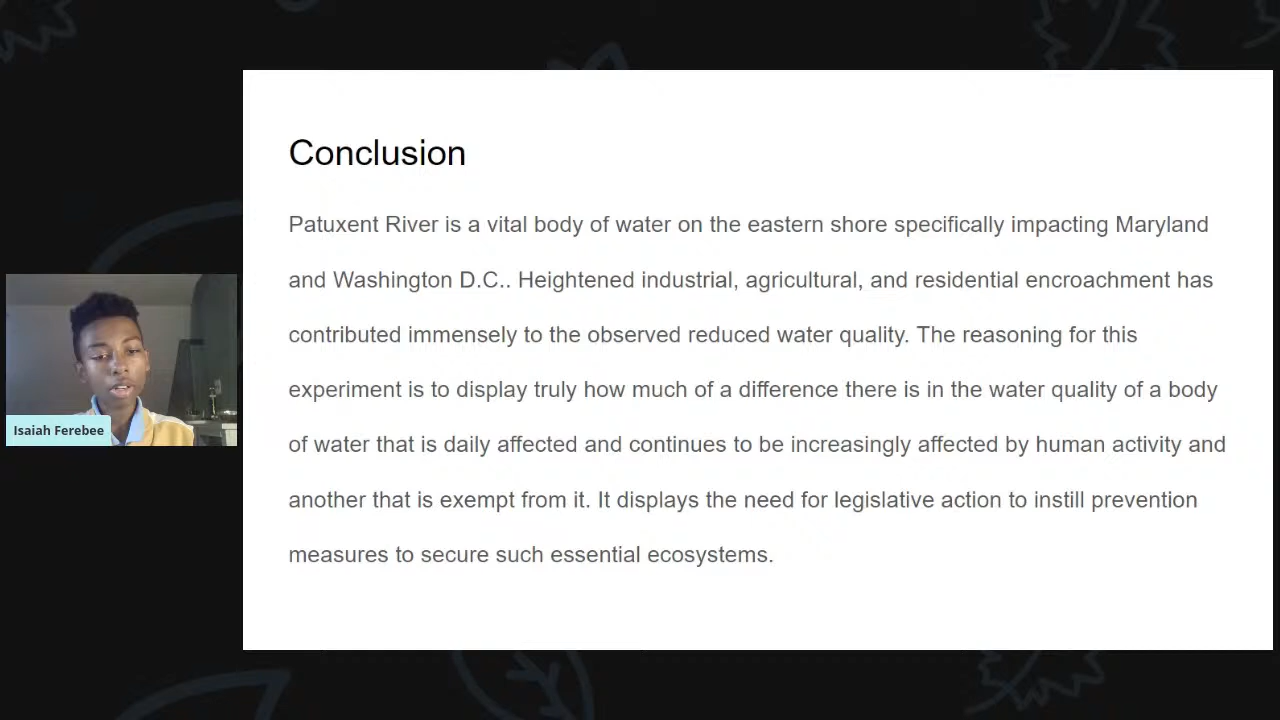 Conclusion
Patuxent River is a vital body of water on the eastern shore specifically impacting Maryland
and Washington D.C.. Heightened industrial, agricultural, and residential encroachment has
contributed immensely to the observed reduced water quality. The reasoning for this
experiment is to display truly how much of a difference there is in the water quality of a body
of water that is daily affected and continues to be increasingly affected by human activity and
another that is exempt from it. It displays the need for legislative action to instill prevention
measures to secure such essential ecosystems.
Isaiah Ferebee